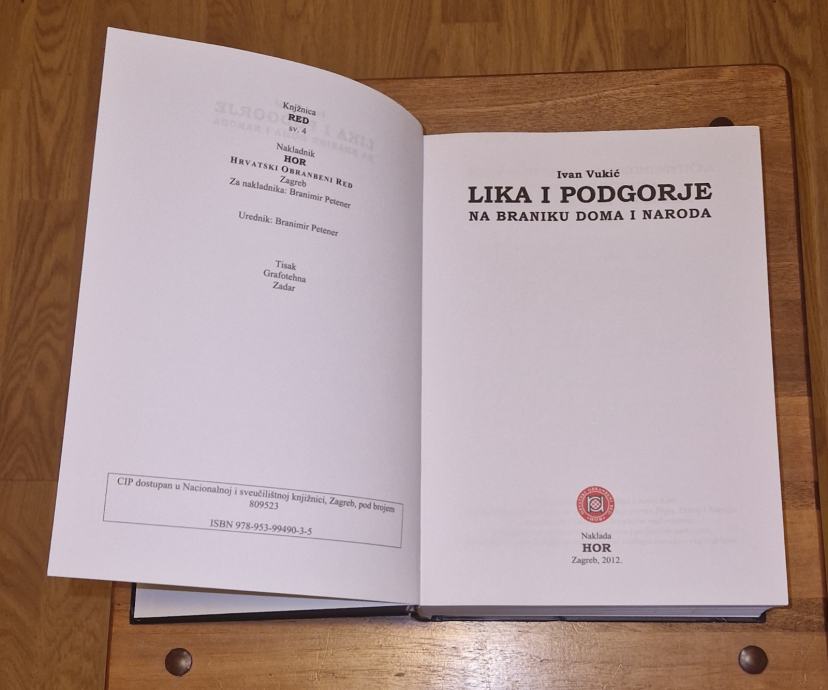 Knjižnica
RED
sv. 4
Nakladnik
HOR
HRVATSKI OBRANBENI RED
Zagreb
Za nakladnika: Branimir Petener
Urednik: Branimir Petener
Tisak
Grafotehna
Zadar
CIP dostupan u Nacionalnoj i sveučilištnoj knjižnici, Zagreb, pod brojem
809523
ISBN 978-953-99490-3-5
Ivan Vukić
LIKA I PODGORJE
NA BRANIKU DOMA I NARODA
Naklada
HOR
Zagreb, 2012.